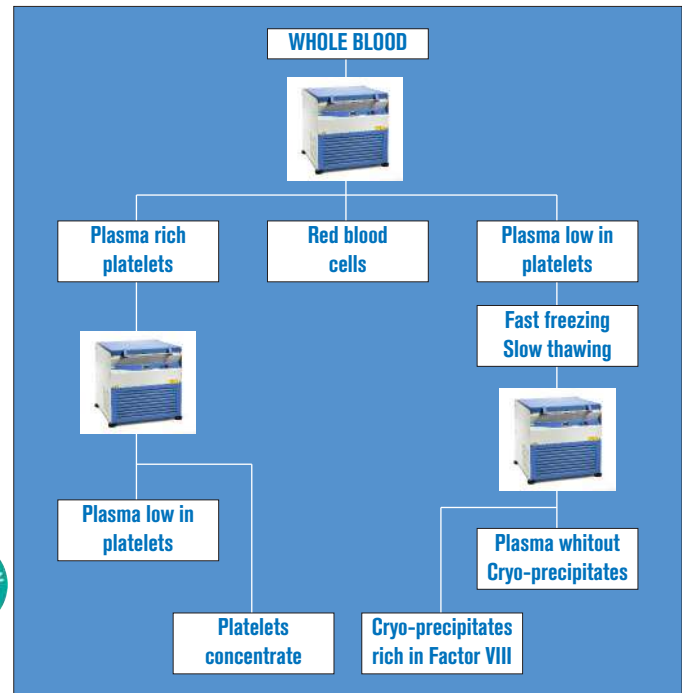 WHOLE BLOOD
Plasma rich
platelets
Red blood
cells
Plasma low in
platelets
Fast freezing
Slow thawing
Plasma low in
platelets
Plasma whitout
Cryo-precipitates
Platelets
concentrate
Cryo-precipitates
rich in Factor VIII